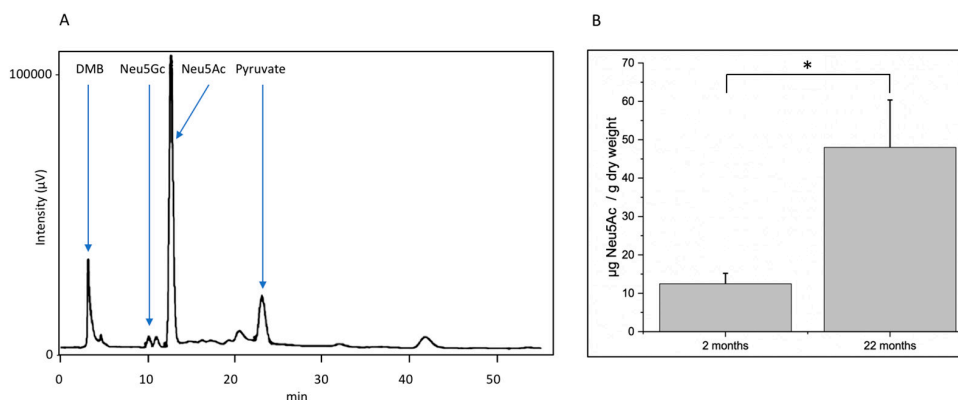 A
DMB Neu5Gc Neu5Ac Pyruvate
100000
Intensity (µV)
0
0 10 20 30 40 50
min
B
*
µg Neu5Ac / g dry weight
70
60
50
40
30
20
10
0
2 months 22 months